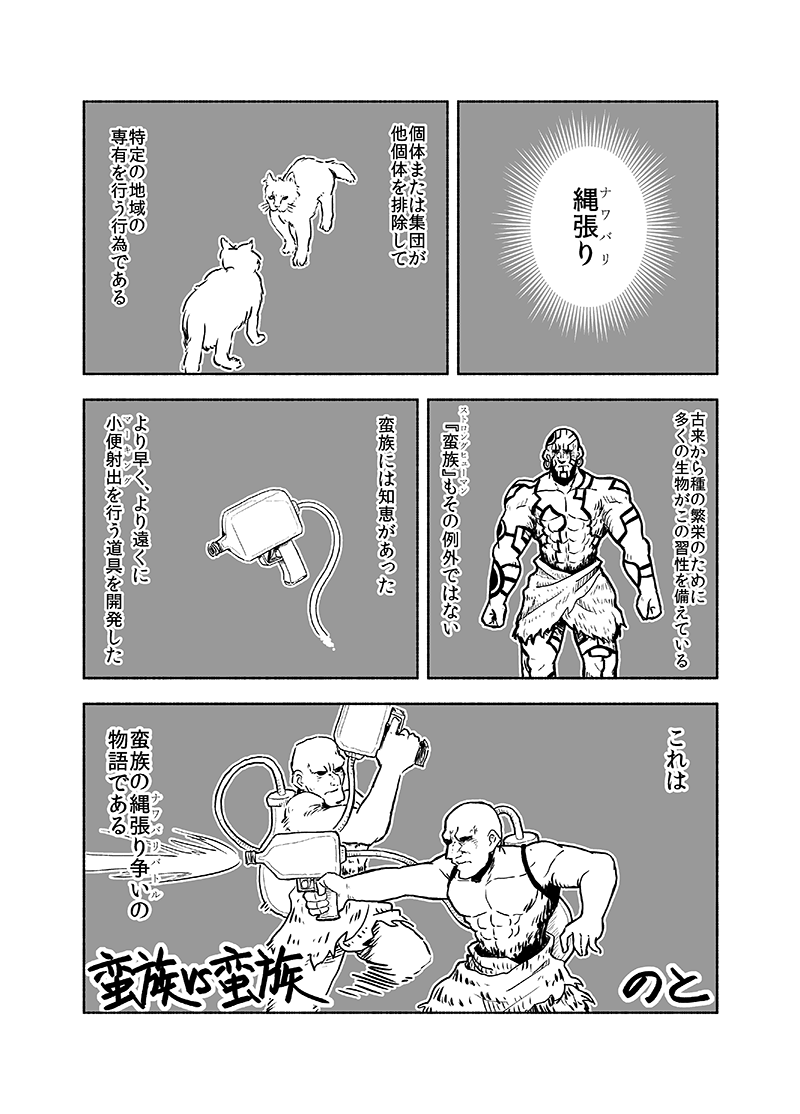 縄張り
ナワバリ
個体または集団が
他個体を排除して
特定の地域の
専有を行う行為である
古来から種の繁栄のために
多くの生物がこの習性を備えている
『蛮族』もその例外ではない
ストロングヒューマン
蛮族には知恵があった
より早く、より遠くに
小便射出を行う道具を開発した
マーキング
これは
蛮族の縄張り争いの
ナワバリバトル
物語である
蛮族vs蛮族
のと